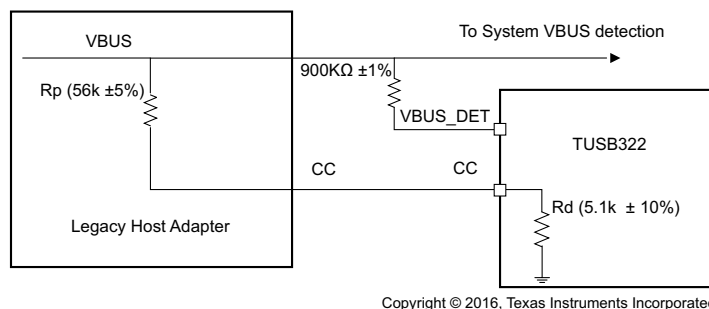 VBUS
To System VBUS detection
900KΩ ±1%
Rp (56k ±5%)
VBUS_DET
TUSB322
CC
CC
Rd (5.1k ± 10%)
Legacy Host Adapter
Copyright © 2016, Texas Instruments Incorporated